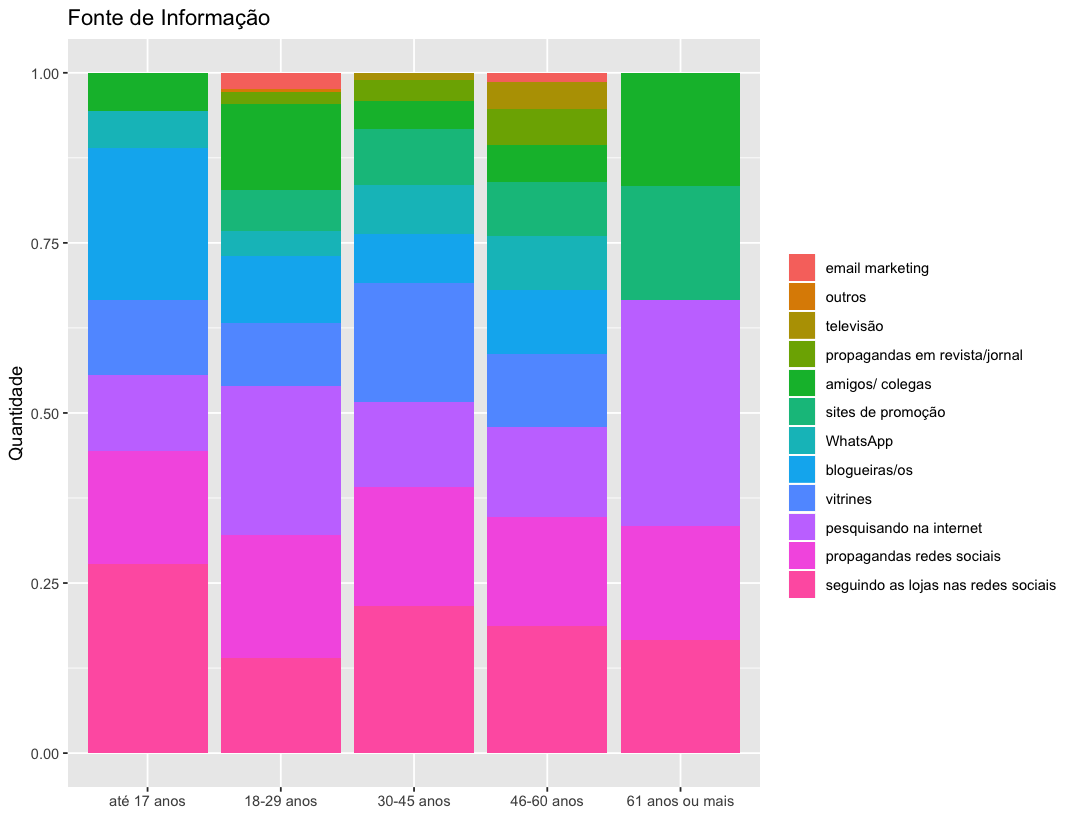 Fonte de Informação
Quantidade
1.00
0.75
0.50
0.25
0.00
até 17 anos
18-29 anos
30-45 anos
46-60 anos
61 anos ou mais
email marketing
outros
televisão
propagandas em revista/jornal
amigos/ colegas
sites de promoção
WhatsApp
blogueiras/os
vitrines
pesquisando na internet
propagandas redes sociais
seguindo as lojas nas redes sociais